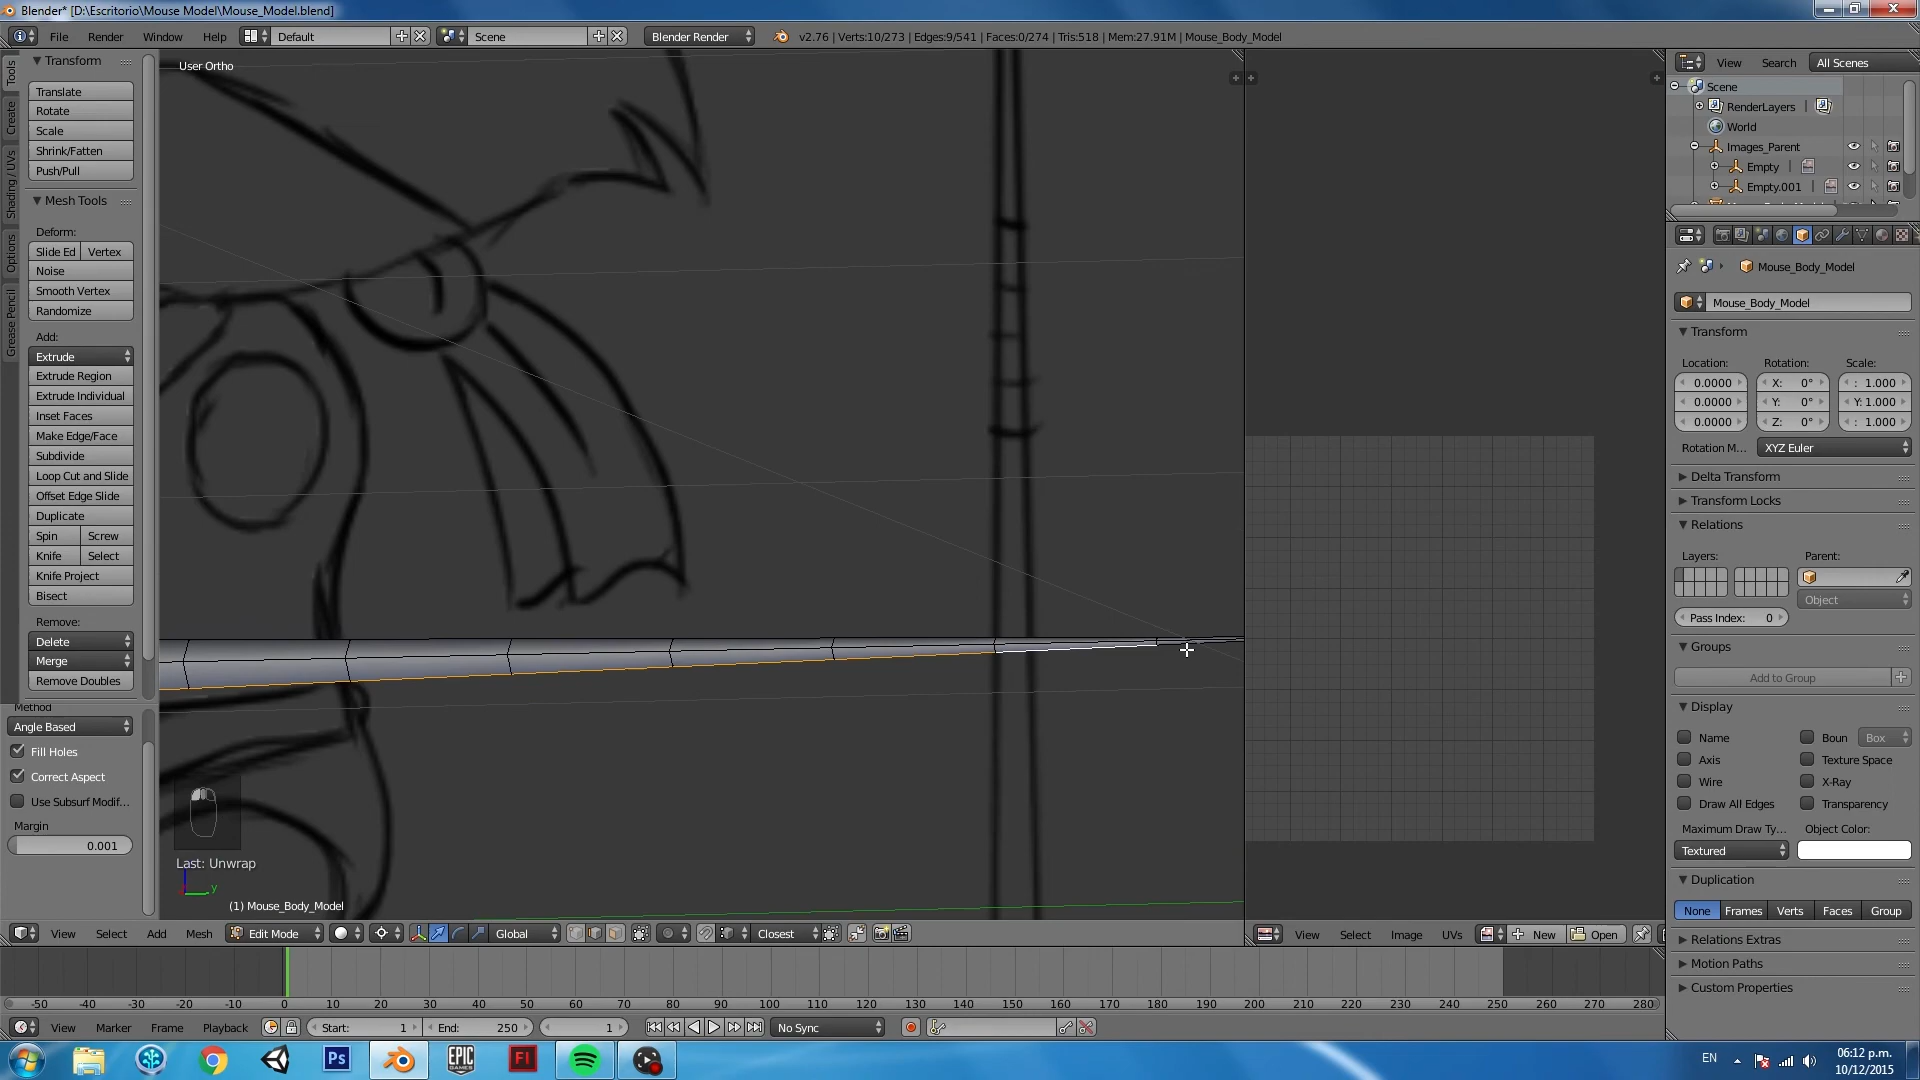 Blender* [D:\Escritorio\Mouse Model\Mouse_Model.blend]
File Render Window Help Default Scene Blender Render v2.76 | Verts:10/273 | Edges:9/541 | Faces:0/274 | Tris:518 | Mem:27.91M | Mouse_Body_Model
Tools
Create
Shading / UVs
Options
Grease Pencil
Transform
Translate
Rotate
Scale
Shrink/Fatten
Push/Pull
Mesh Tools
Deform:
Slide Ed Vertex
Noise
Smooth Vertex
Randomize
Add:
Extrude
Extrude Region
Extrude Individual
Inset Faces
Make Edge/Face
Subdivide
Loop Cut and Slide
Offset Edge Slide
Duplicate
Spin Screw
Knife Select
Knife Project
Bisect
Remove:
Delete
Merge
Remove Doubles
Method
Angle Based
Fill Holes
Correct Aspect
Use Subsurf Modif...
Margin
0.001
User Ortho
Last: Unwrap
y
(1) Mouse_Body_Model
View Select Add Mesh Edit Mode Global Closest
View Select Image UVs New Open
View Search All Scenes
Scene
RenderLayers |
World
Images_Parent
Empty |
Empty.001 |
Mouse_Body_Model
Mouse_Body_Model
Transform
Location: Rotation: Scale:
0.0000 X: 0° : 1.000
0.0000 Y: 0° Y: 1.000
0.0000 Z: 0° : 1.000
Rotation M... XYZ Euler
Delta Transform
Transform Locks
Relations
Layers: Parent:
Object
Pass Index: 0
Groups
Add to Group
Display
Name Boun Box
Axis Texture Space
Wire X-Ray
Draw All Edges Transparency
Maximum Draw Ty... Object Color:
Textured
Duplication
None Frames Verts Faces Group
Relations Extras
Motion Paths
Custom Properties
-50 -40 -30 -20 -10 0 10 20 30 40 50 60 70 80 90 100 110 120 130 140 150 160 170 180 190 200 210 220 230 240 250 260 270 280
View Marker Frame Playback Start: 1 End: 250 1 No Sync
Ps EPIC GAMES Fl
EN 06:12 p.m.
10/12/2015